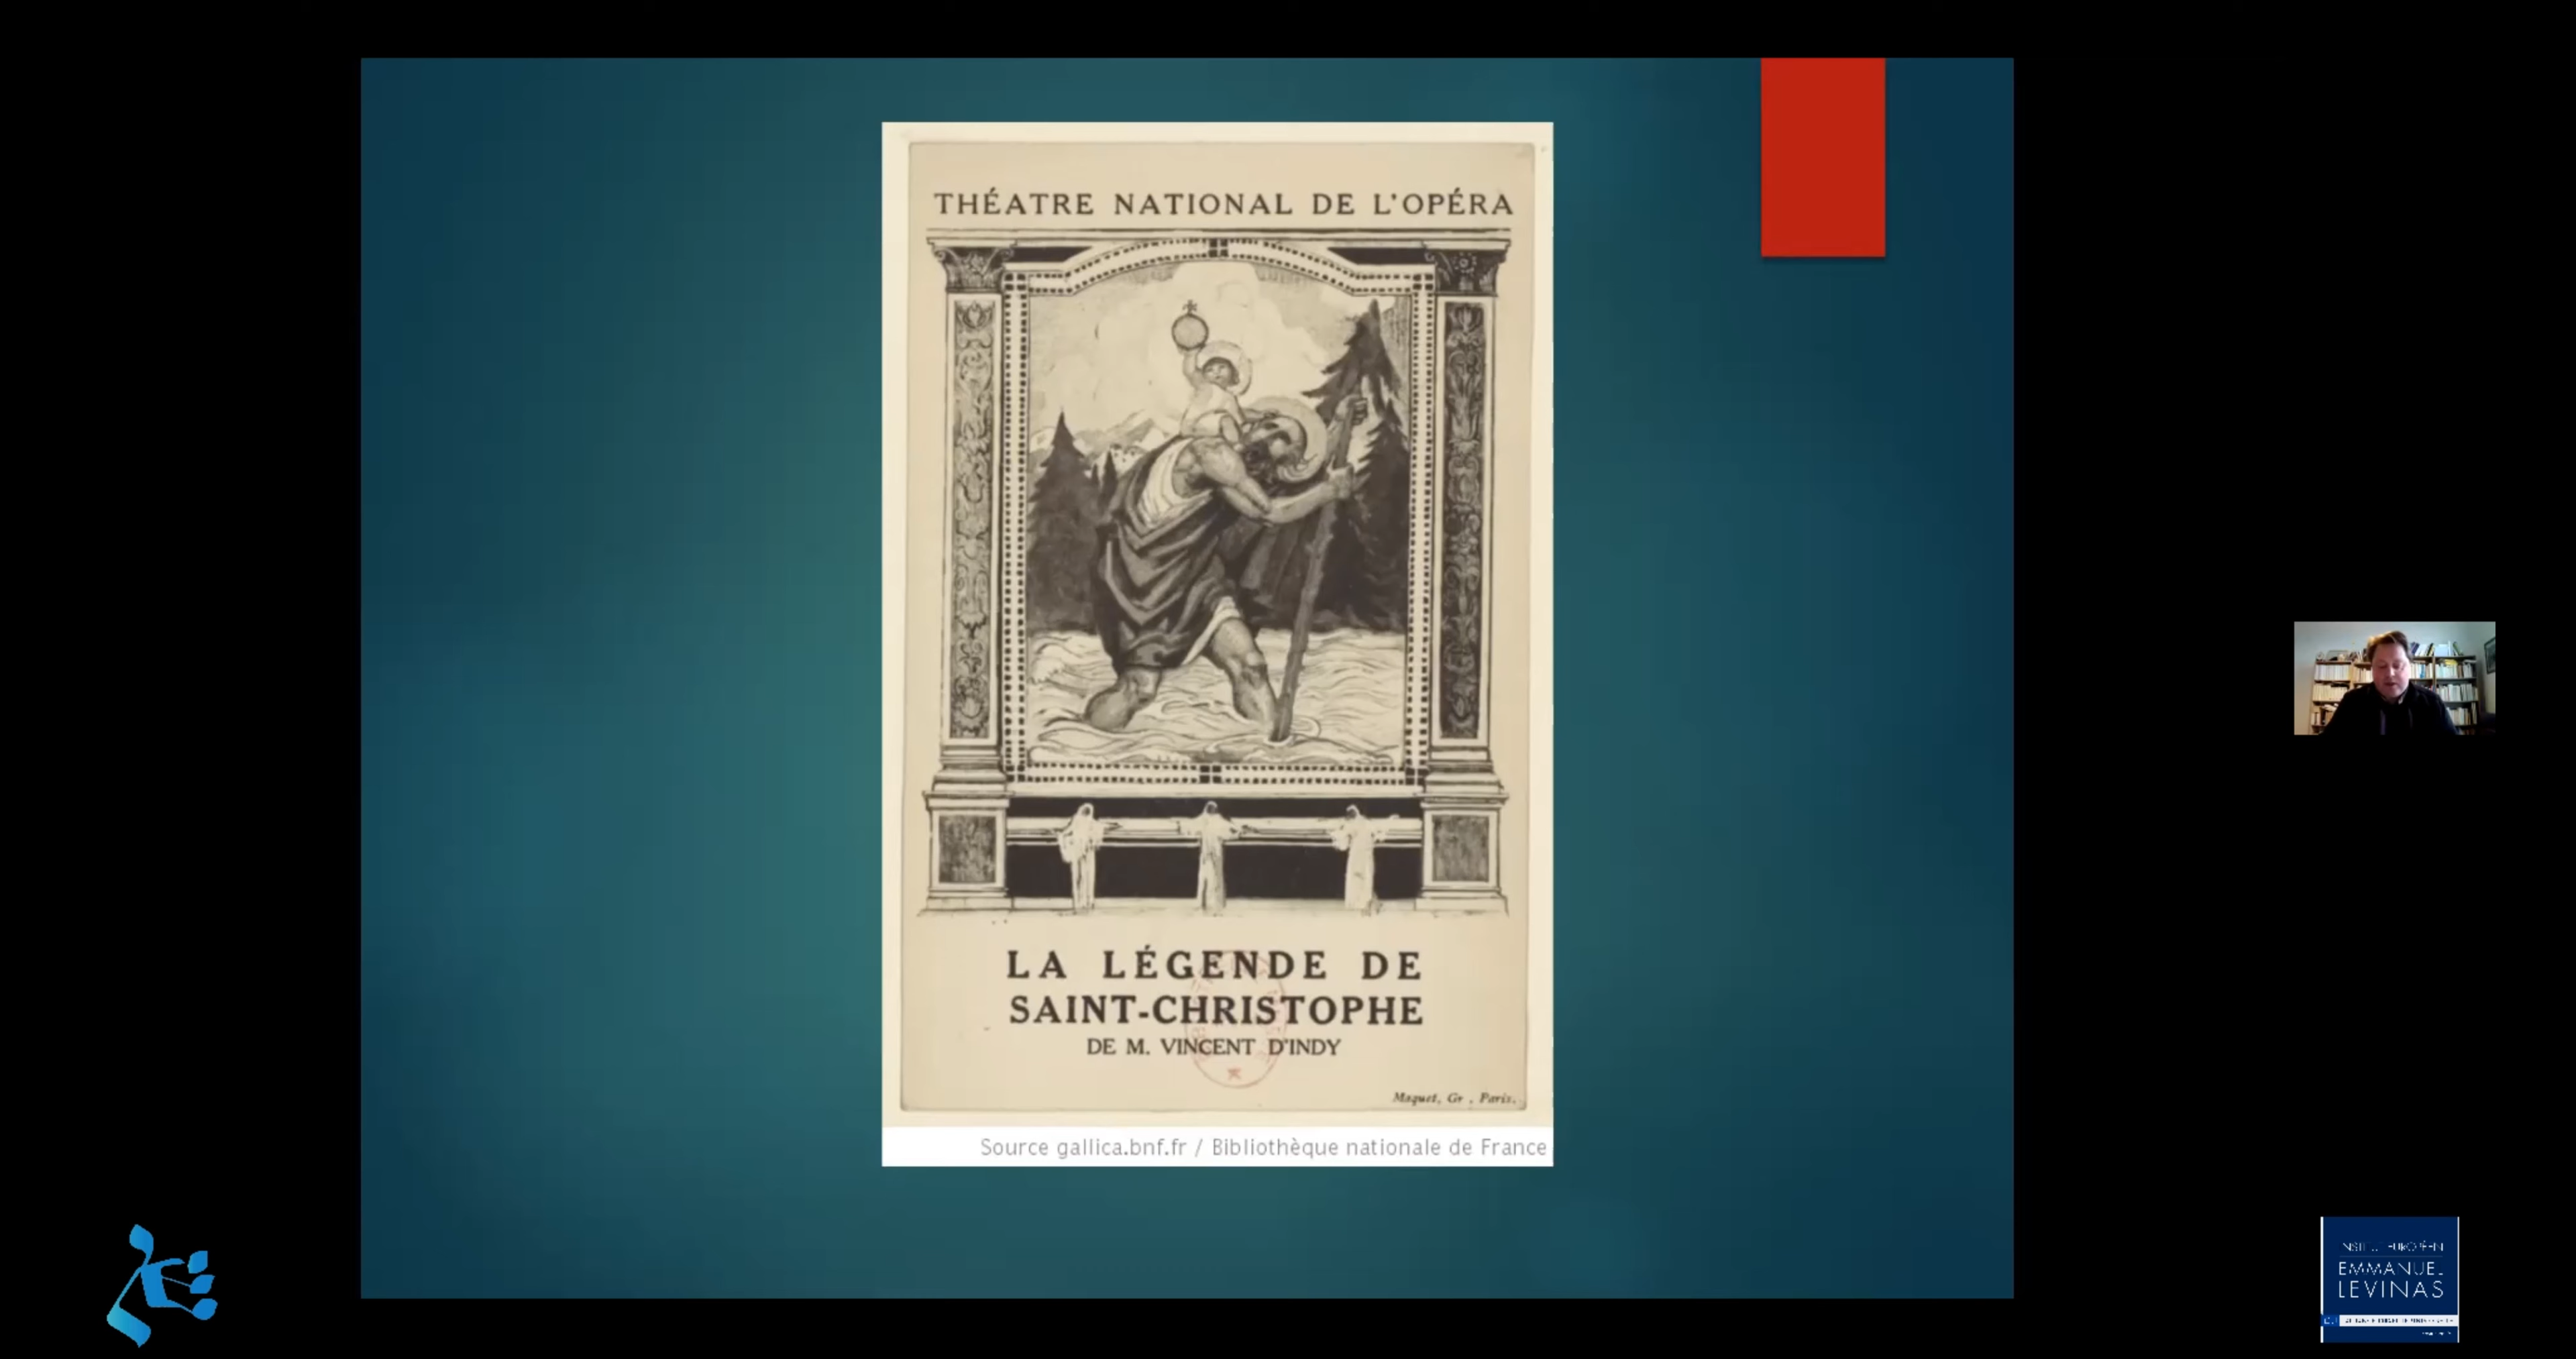 THÉATRE NATIONAL DE L'OPÉRA
LA LÉGENDE DE
SAINT-CHRISTOPHE
DE M. VINCENT D'INDY
Maquet, Gr . Paris.
Source gallica.bnf.fr / Bibliothèque nationale de France
EMMANUEL
LEVINAS